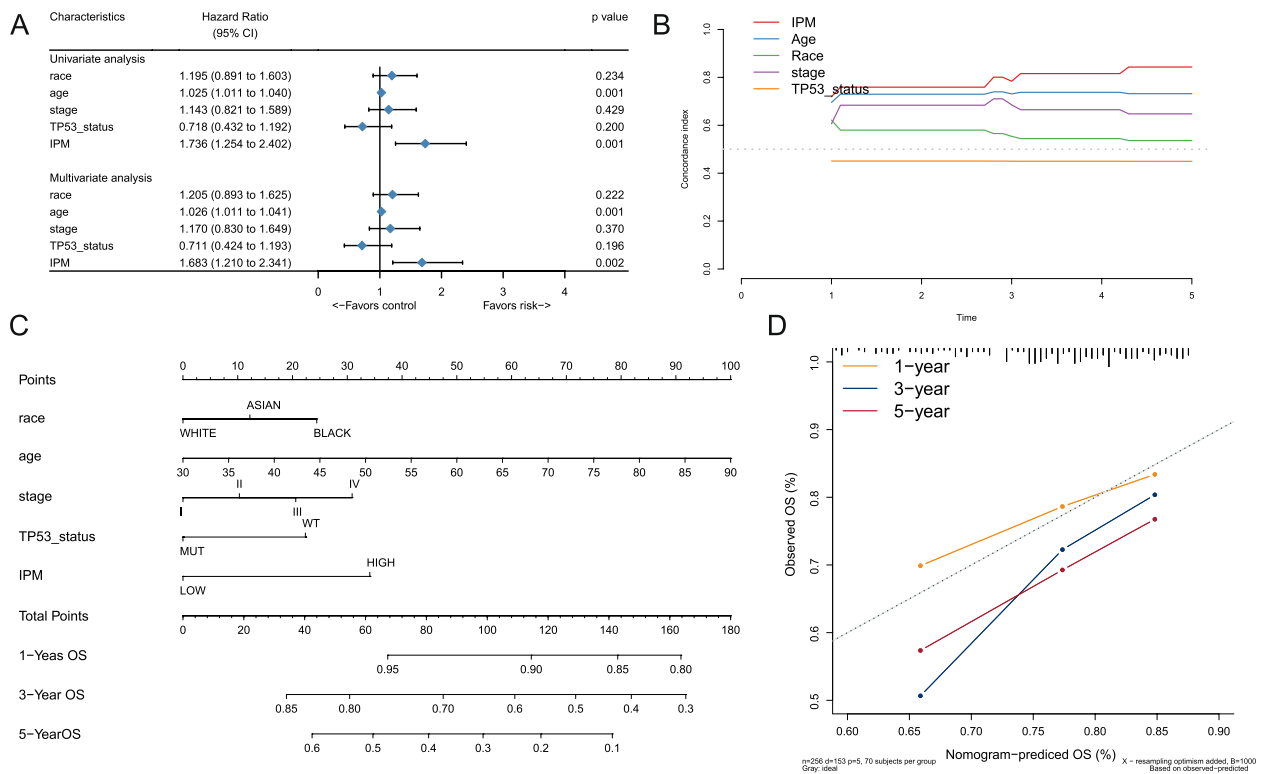 A
Characteristics Hazard Ratio p value
(95% CI)
Univariate analysis
race 1.195 (0.891 to 1.603) 0.234
age 1.025 (1.011 to 1.040) 0.001
stage 1.143 (0.821 to 1.589) 0.429
TP53_status 0.718 (0.432 to 1.192) 0.200
IPM 1.736 (1.254 to 2.402) 0.001
Multivariate analysis
race 1.205 (0.893 to 1.625) 0.222
age 1.026 (1.011 to 1.041) 0.001
stage 1.170 (0.830 to 1.649) 0.370
TP53_status 0.711 (0.424 to 1.193) 0.196
IPM 1.683 (1.210 to 2.341) 0.002
0 1 2 3 4
<−Favors control Favors risk−>
B
IPM
Age
Race
stage
TP53_status
1.0
0.8
0.6
0.4
0.2
0.0
Concordance index
0 1 2 3 4 5
Time
C
Points 0 10 20 30 40 50 60 70 80 90 100
race
ASIAN
WHITE BLACK
age
30 35 40 45 50 55 60 65 70 75 80 85 90
stage
II IV
I III
TP53_status
WT
MUT
IPM
HIGH
LOW
Total Points
0 20 40 60 80 100 120 140 160 180
1−Yeas OS
0.95 0.90 0.85 0.80
3−Year OS
0.85 0.80 0.70 0.6 0.5 0.4 0.3
5−YearOS
0.6 0.5 0.4 0.3 0.2 0.1
D
1−year
3−year
5−year
1.0
0.9
0.8
0.7
0.6
0.5
Observed OS (%)
0.60 0.65 0.70 0.75 0.80 0.85 0.90
Nomogram−prediced OS (%)
n=256 d=153 p=5, 70 subjects per group
Gray: ideal
X − resampling optimism added, B=1000
Based on observed−predicted